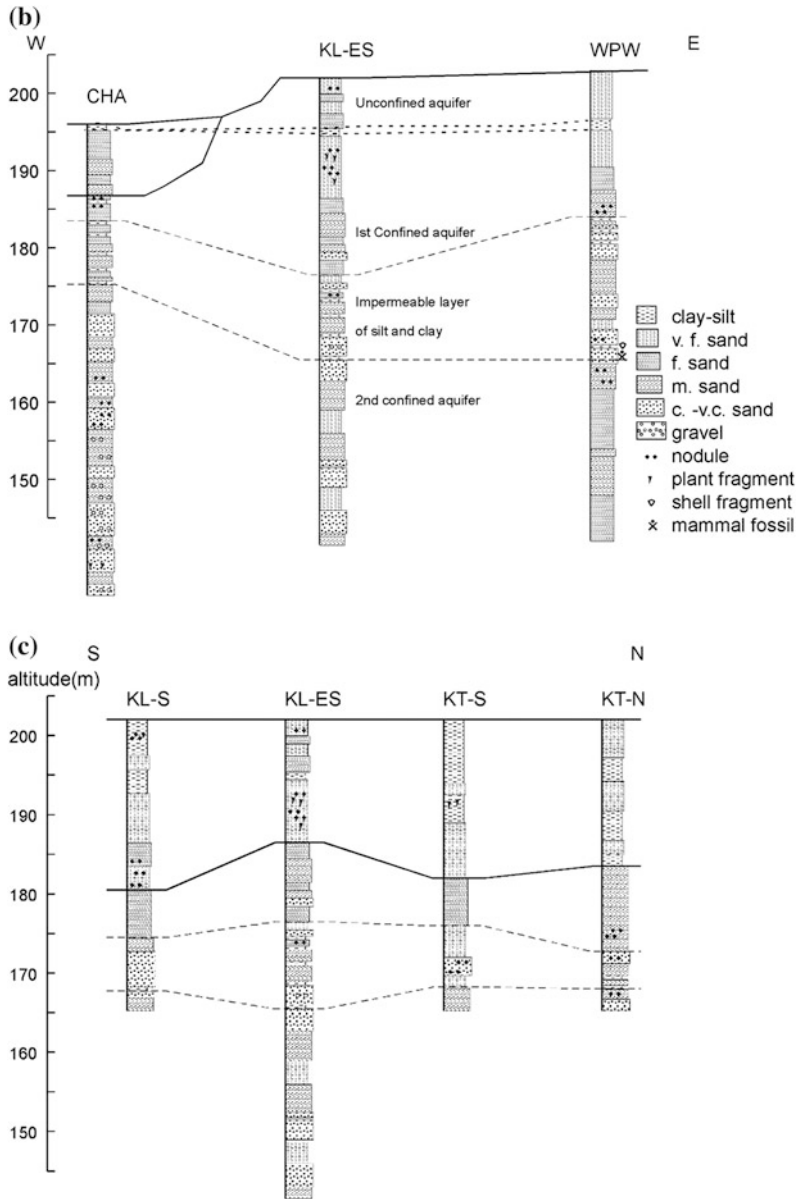 (b)
W
E
KL-ES
WPW
CHA
200
190
180
170
160
150
Unconfined aquifer
Ist Confined aquifer
Impermeable layer
of silt and clay
2nd confined aquifer
clay-silt
v. f. sand
f. sand
m. sand
c. -v.c. sand
gravel
nodule
plant fragment
shell fragment
mammal fossil
(c)
S
N
altitude(m)
KL-S
KL-ES
KT-S
KT-N
200
190
180
170
160
150